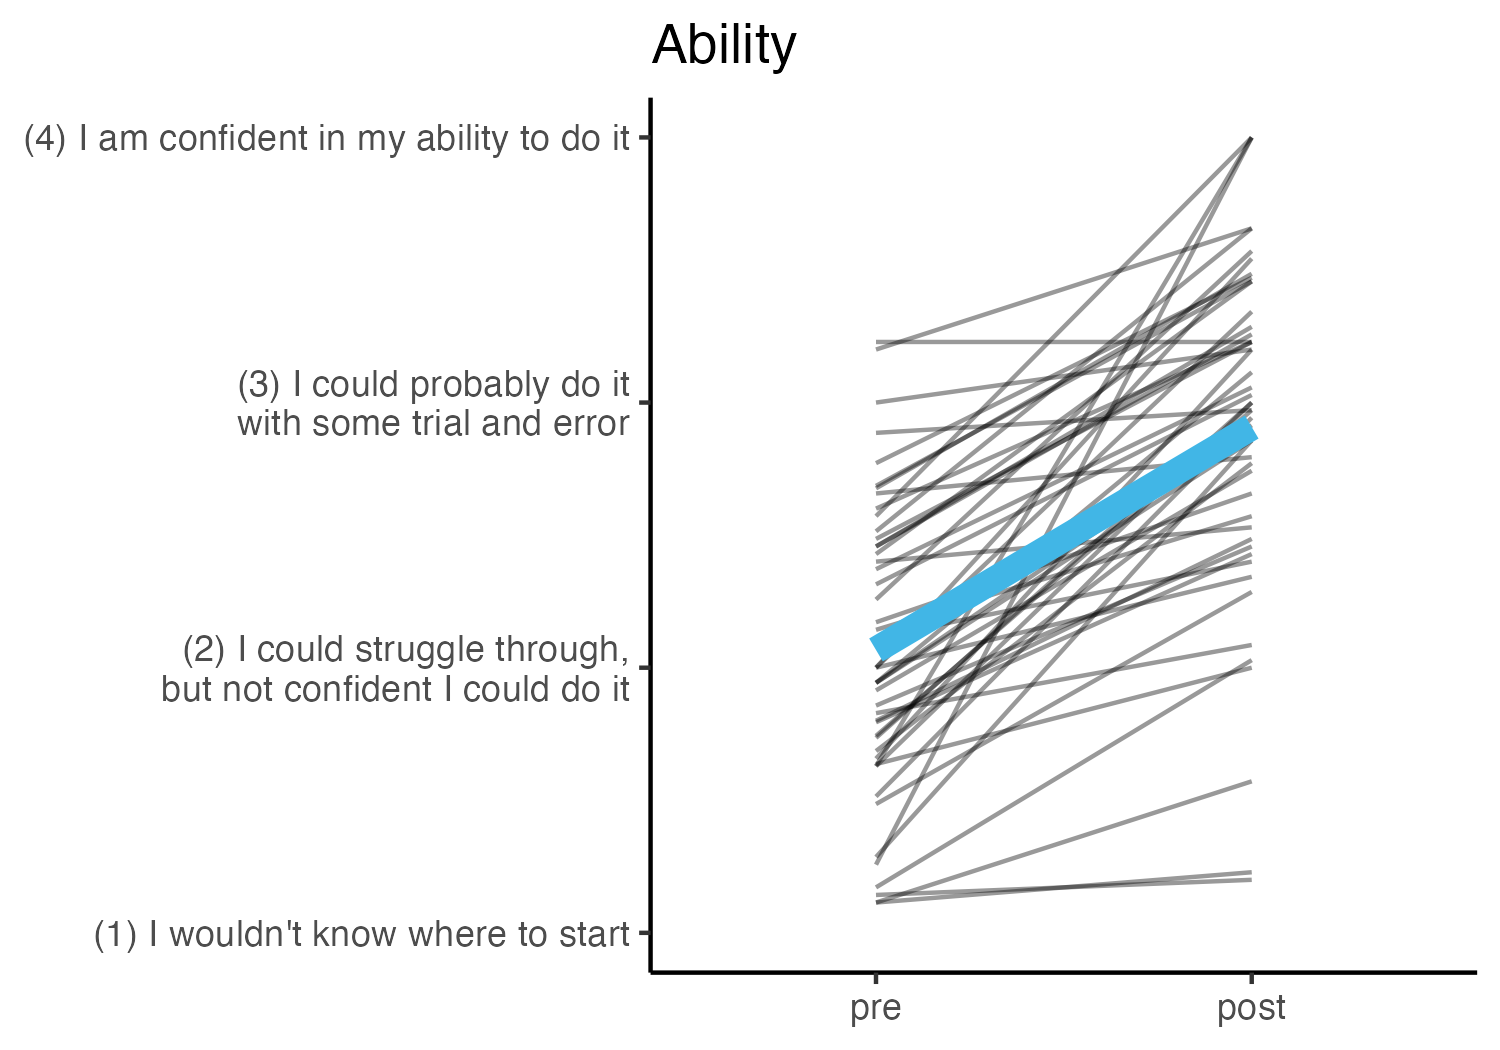 Ability
(4) I am confident in my ability to do it
(3) I could probably do it
with some trial and error
(2) I could struggle through,
but not confident I could do it
(1) I wouldn't know where to start
pre
post